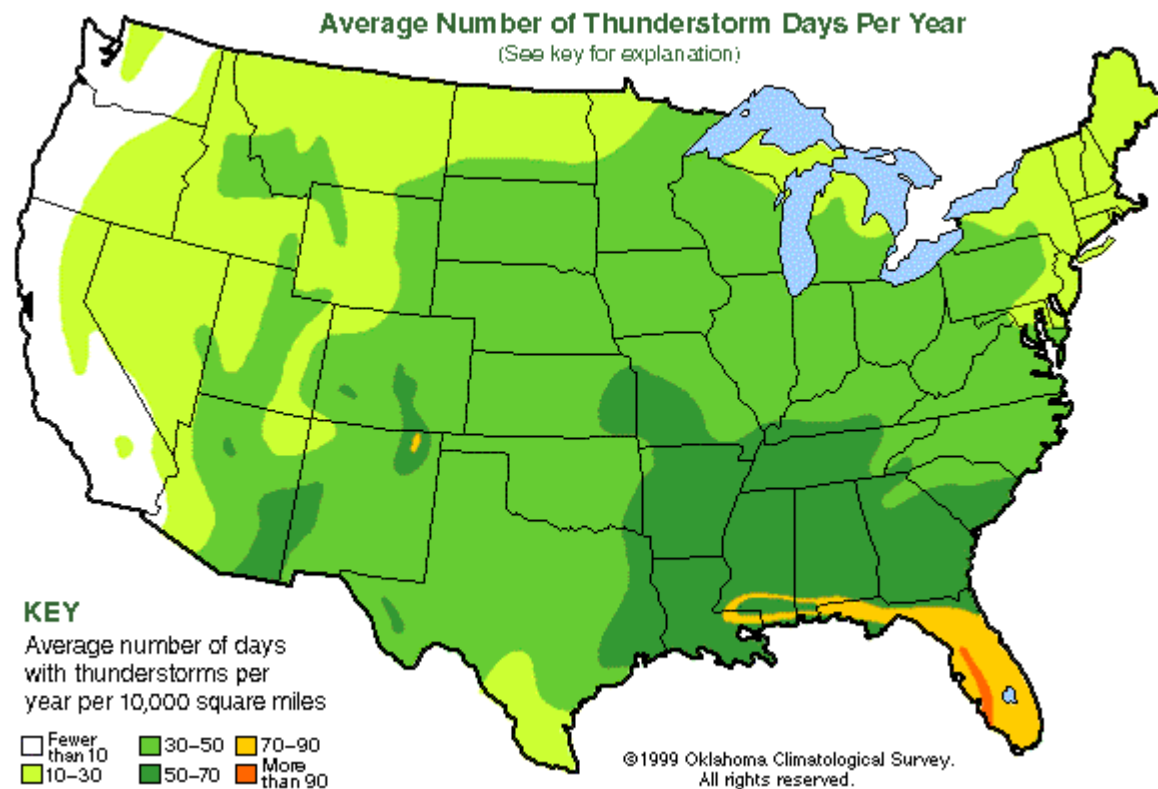 Average Number of Thunderstorm Days Per Year
(See key for explanation)
KEY
Average number of days
with thunderstorms per
year per 10,000 square miles
Fewer than 10
10-30
30-50
50-70
70-90
More than 90
©1999 Oklahoma Climatological Survey.
All rights reserved.